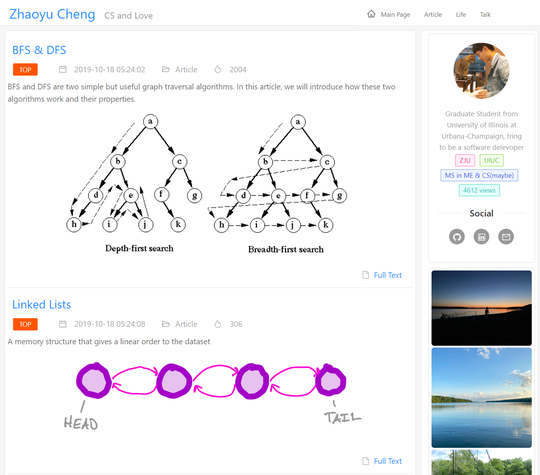 Zhaoyu Cheng CS and Love
Main Page Article Life Talk
BFS & DFS
TOP 2019-10-18 05:24:02 Article 2004
BFS and DFS are two simple but useful graph traversal algorithms. In this article, we will introduce how these two
algorithms work and their properties.
a
b c
d e f g
h i j k
Depth-first search
a
b c
d e f g
h i j k
Breadth-first search
Full Text
Linked Lists
TOP 2019-10-18 05:24:08 Article 306
A memory structure that gives a linear order to the dataset
HEAD
TAIL
Full Text
Graduate Student from
University of Illinois at
Urbana-Champaign, tring
to be a software delevoper
ZJU UIUC
MS in ME & CS(maybe)
4612 views
Social